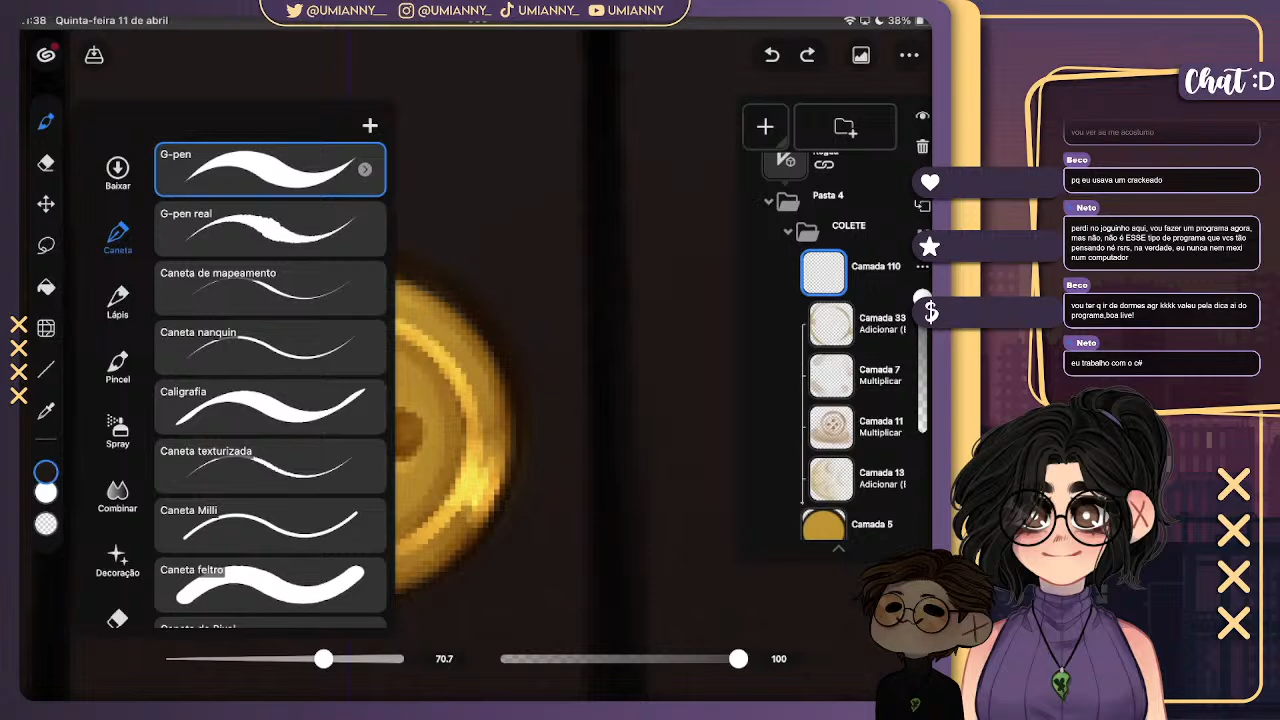 @UMIANNY__ @UMIANNY_ UMIANNY_ UMIANNY
:38 Quinta-feira 11 de abril
38%
Chat :D
G-pen
G-pen real
Caneta de mapeamento
Caneta nanquin
Caligrafia
Caneta texturizada
Caneta Milli
Caneta feltro
Baixar
Caneta
Lápis
Pincel
Spray
Combinar
Decoração
70.7
100
Pasta 4
COLETE
Camada 110
Camada 33
Adicionar (E
Camada 7
Multiplicar
Camada 11
Multiplicar
Camada 13
Adicionar (E
Camada 5
vou ver se me acostumo
Beco
pq eu usava um crackeado
Neto
perdi no joguinho aqui, vou fazer um programa agora,
mas não, não é ESSE tipo de programa que vcs tão
pensando né rsrs, na verdade, eu nunca nem mexi
num computador
Beco
vou ter q ir de dormes agr kkkk valeu pela dica ai do
programa,boa live!
Neto
eu trabalho com o c#